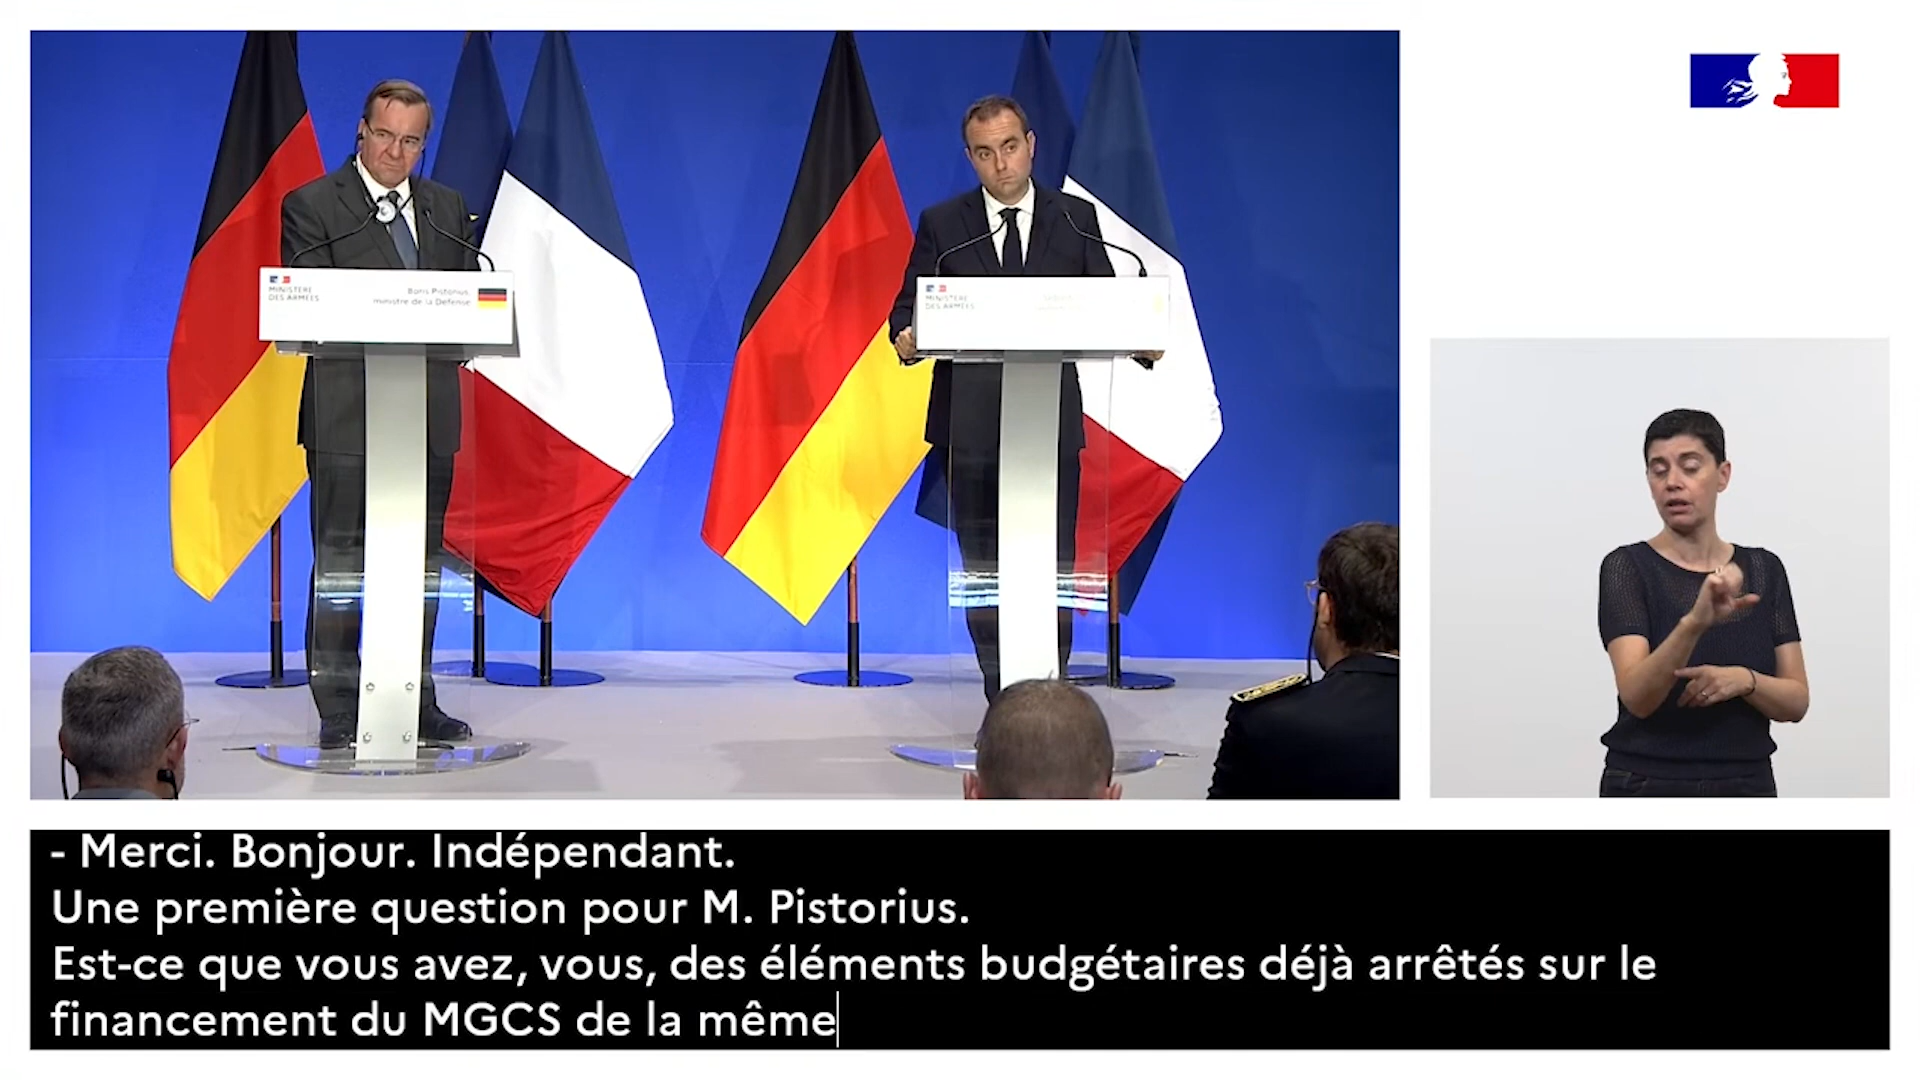 MINISTÈRE
DES ARMÉES
Boris Pistorius,
ministre de la Défense
MINISTÈRE
DES ARMÉES
- Merci. Bonjour. Indépendant.
Une première question pour M. Pistorius.
Est-ce que vous avez, vous, des éléments budgétaires déjà arrêtés sur le
financement du MGCS de la même